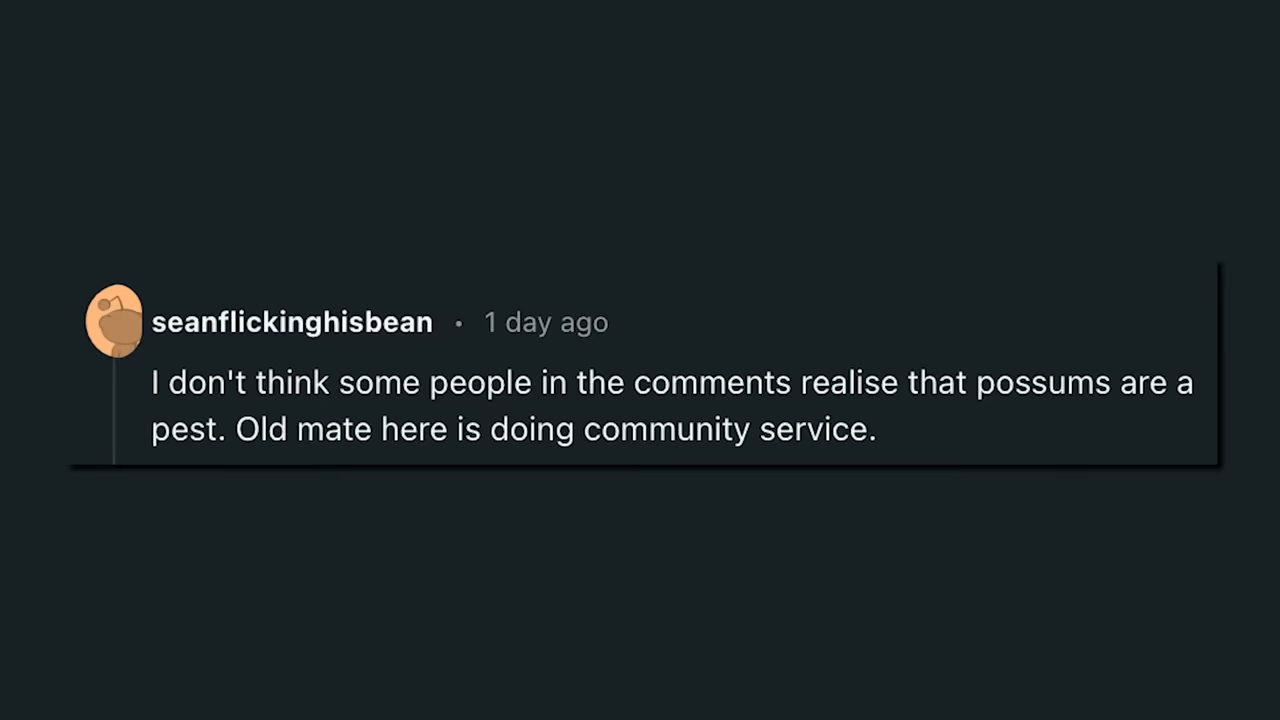 seanflickinghisbean • 1 day ago
I don't think some people in the comments realise that possums are a
pest. Old mate here is doing community service.